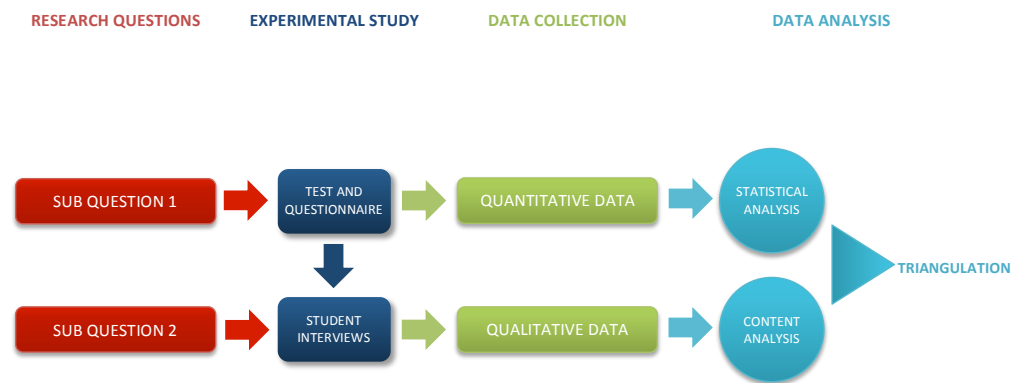 RESEARCH QUESTIONS
EXPERIMENTAL STUDY
DATA COLLECTION
DATA ANALYSIS
SUB QUESTION 1
TEST AND
QUESTIONNAIRE
QUANTITATIVE DATA
STATISTICAL
ANALYSIS
TRIANGULATION
SUB QUESTION 2
STUDENT
INTERVIEWS
QUALITATIVE DATA
CONTENT
ANALYSIS